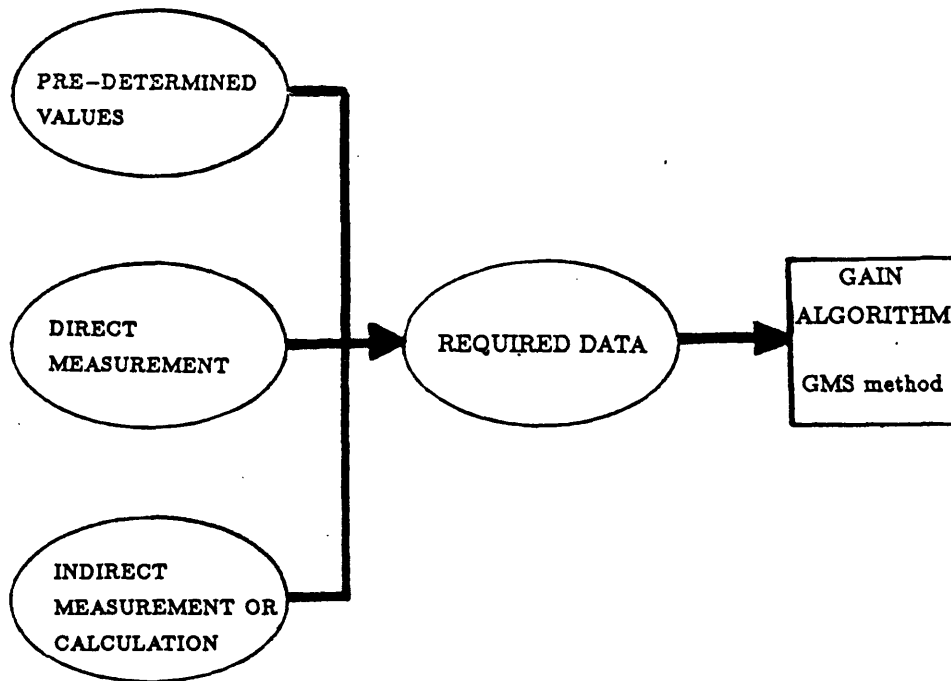 PRE-DETERMINED
VALUES
DIRECT
MEASUREMENT
INDIRECT
MEASUREMENT OR
CALCULATION
REQUIRED DATA
GAIN
ALGORITHM
GMS method